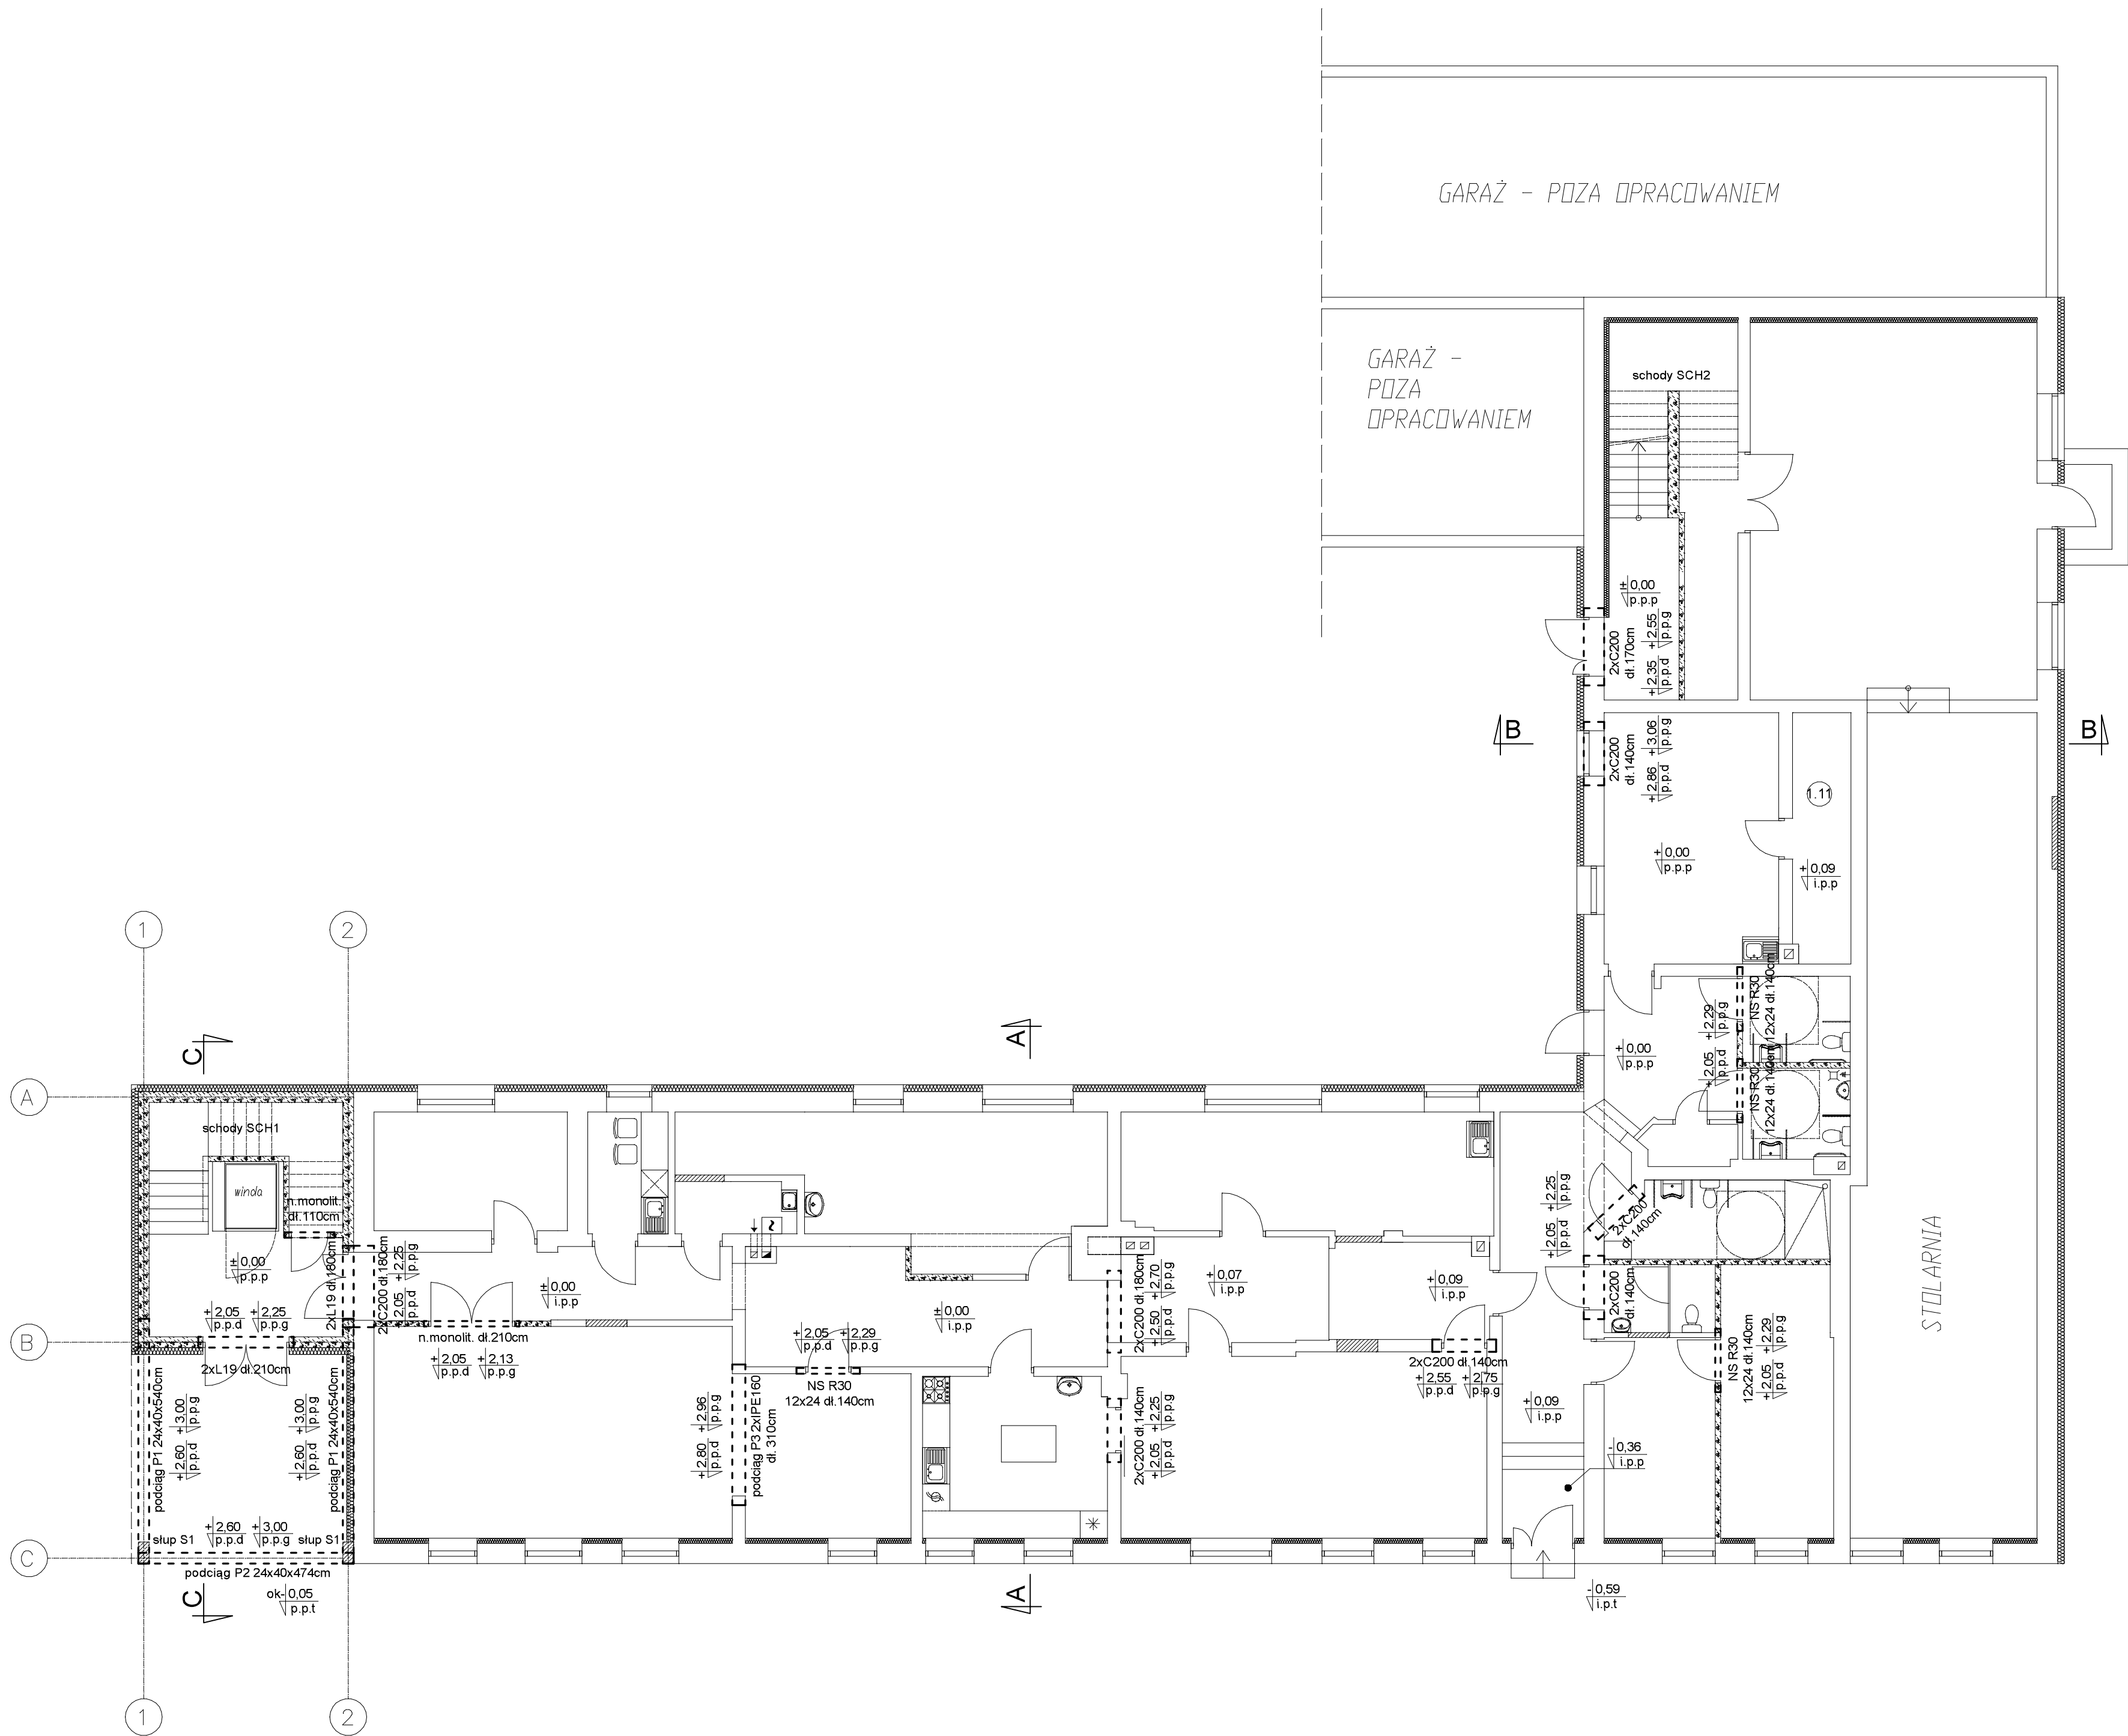 GARAŻ - POZA OPRACOWANIEM
GARAŻ -
POZA
OPRACOWANIEM
schody SCH2
± 0,00
p.p.p
2xC200
dł.170cm
+2,35
p.p.d
+2,55
p.p.g
B
B
2xC200
dł.140cm
+2,86
p.p.d
+3,06
p.p.g
1.11
± 0,00
p.p.p
+ 0,09
i.p.p
1
2
NS R30
12x24 dł.140cm
+2,29
p.p.g
+2,05
p.p.d
NS R30
12x24 dł.140cm
± 0,00
p.p.p
C
A
A
schody SCH1
winda
n.monolit.
dł.110cm
± 0,00
p.p.p
+2,05
p.p.d
+2,25
p.p.g
2xL19 dł.180cm
2xC200 dł.180cm
+2,05
p.p.d
+2,25
p.p.g
± 0,00
i.p.p
n.monolit. dł.210cm
+2,05
p.p.d
+2,13
p.p.g
B
2xL19 dł.210cm
± 0,00
i.p.p
+2,05
p.p.d
+2,29
p.p.g
NS R30
12x24 dł.140cm
2xC200 dł.180cm
+2,50
p.p.d
+2,70
p.p.g
+ 0,07
i.p.p
+ 0,09
i.p.p
2xC200 dł.140cm
+2,55
p.p.d
+2,75
p.p.g
+2,05
p.p.d
+2,25
p.p.g
2xC200
dł.140cm
2xC200
dł.140cm
STOLARNIA
NS R30
12x24 dł.140cm
+2,05
p.p.d
+2,29
p.p.g
podciąg P1 24x40x540cm
+2,60
p.p.d
+3,00
p.p.g
+2,60
p.p.d
+3,00
p.p.g
podciąg P1 24x40x540cm
+2,80
p.p.d
+2,96
p.p.g
podciąg P3 2xIPE160
dł. 310cm
2xC200 dł.140cm
+2,05
p.p.d
+2,25
p.p.g
+ 0,09
i.p.p
- 0,36
i.p.p
słup S1
+2,60
p.p.d
+3,00
p.p.g
słup S1
C
podciąg P2 24x40x474cm
ok- 0,05
p.p.t
C
C
A
- 0,59
i.p.t
1
2